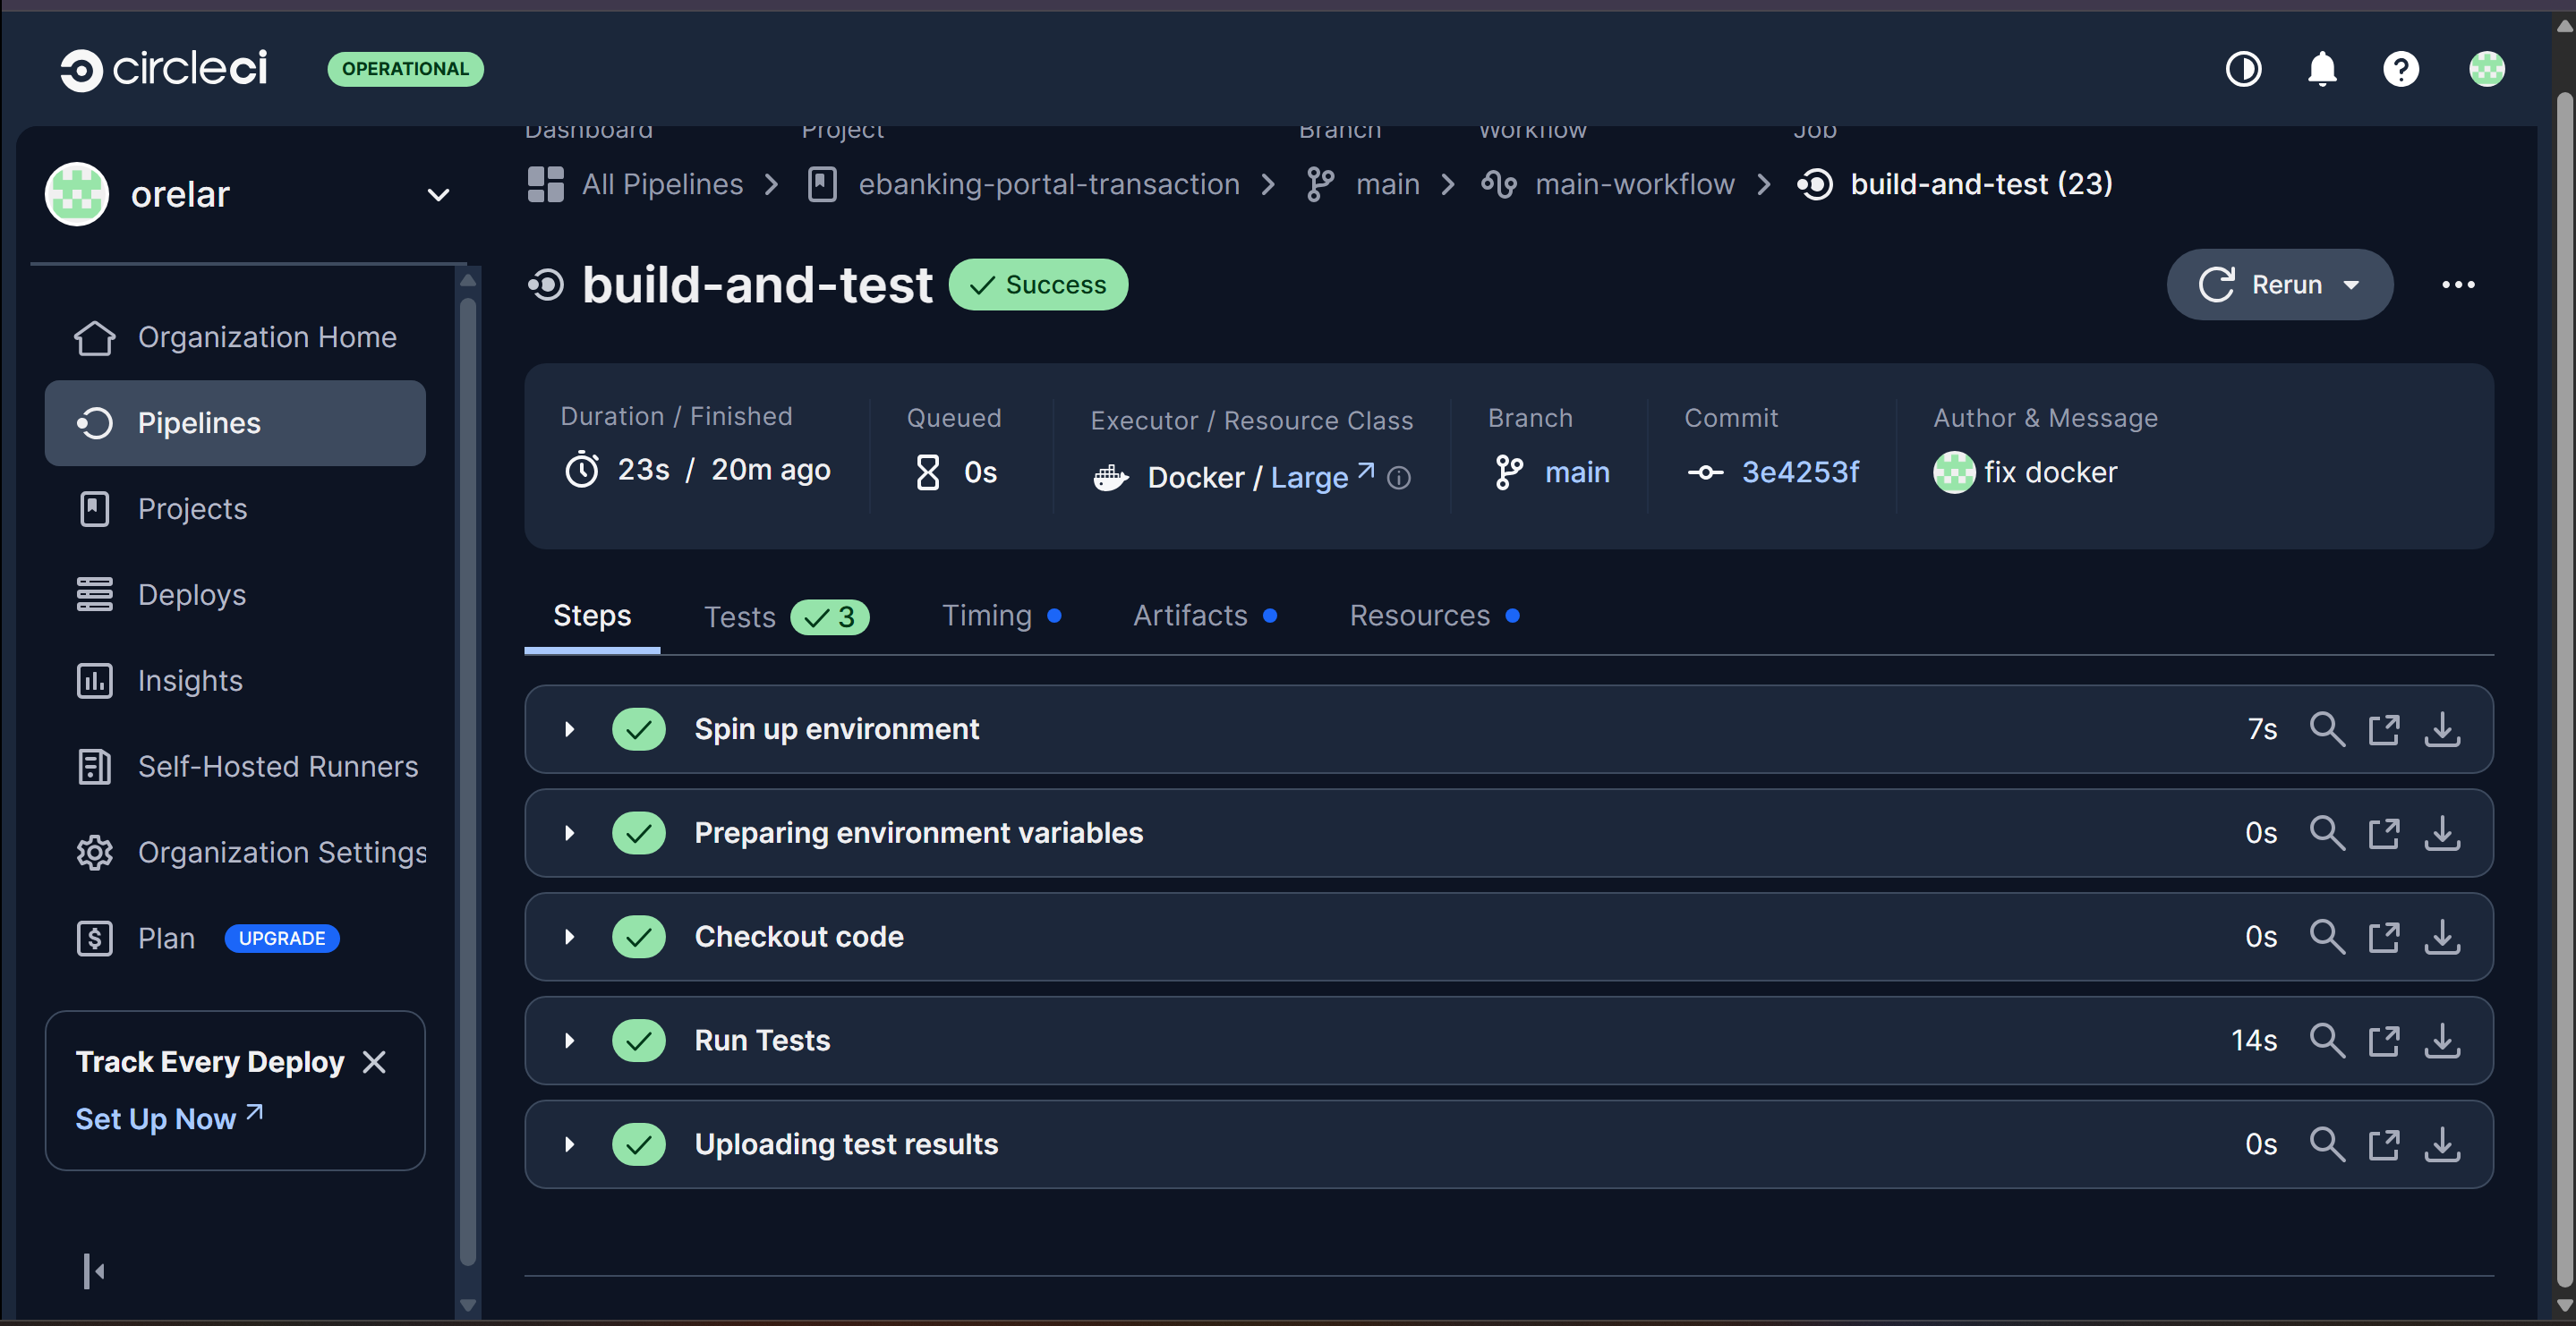 circleci
OPERATIONAL
orelar
Organization Home
Pipelines
Projects
Deploys
Insights
Self-Hosted Runners
Organization Settings
Plan UPGRADE
Track Every Deploy
Set Up Now
Dashboard Project Branch Workflow Job
All Pipelines ebanking-portal-transaction main main-workflow build-and-test (23)
build-and-test Success
Rerun
Duration / Finished
23s / 20m ago
Queued
0s
Executor / Resource Class
Docker / Large
Branch
main
Commit
3e4253f
Author & Message
fix docker
Steps Tests 3 Timing Artifacts Resources
Spin up environment 7s
Preparing environment variables 0s
Checkout code 0s
Run Tests 14s
Uploading test results 0s